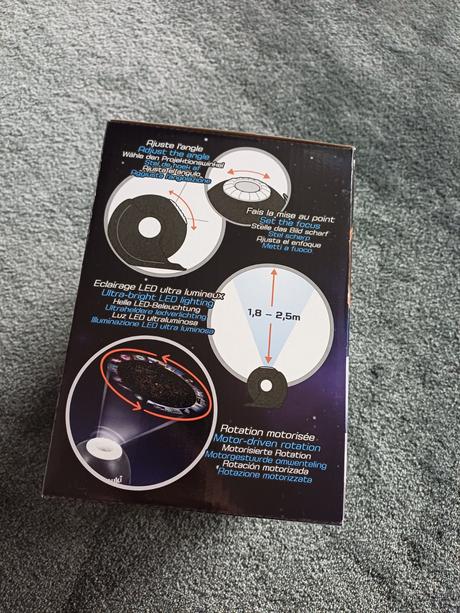 Ajuste l'angle
Adjust the angle
Wähle den Projektionswinkel
Stel de hoek af
Fais la mise au point
Set the focus
Stelle das Bild scharf
Stel scherp
Ajusta el enfoque
Metti a fuoco
Eclairage LED ultra lumineux
Ultra-bright LED lighting
Helle LED-Beleuchtung
Ultraheldere ledverlichting
Luz LED ultraluminosa
Illuminazione LED ultra luminosa
1,8 – 2,5m
Rotation motorisée
Motor-driven rotation
Motorisierte Rotation
Motorgestuurde omwenteling
Rotación motorizada
Rotazione motorizzata